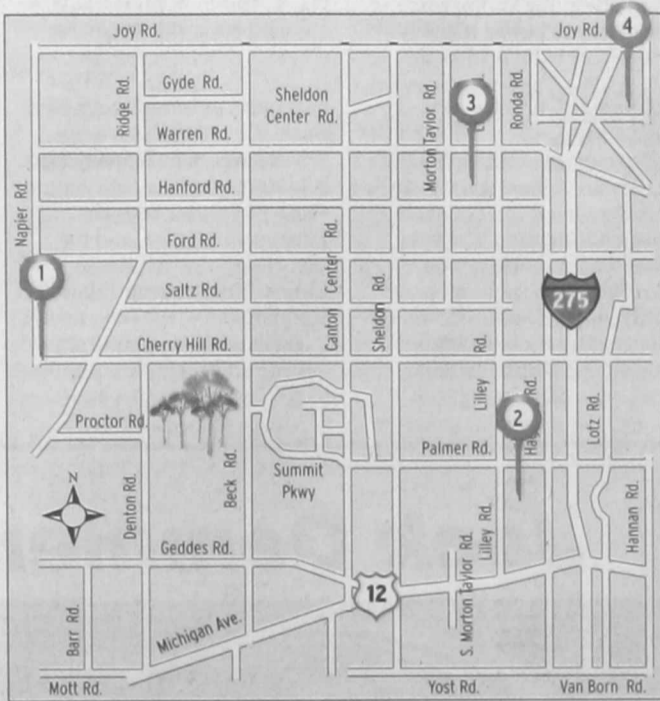 Joy Rd.
Joy Rd.
4
Gyde Rd.
Sheldon
Center Rd.
Ridge Rd.
Morton Taylor Rd.
3
Ronda Rd.
Warren Rd.
Hanford Rd.
Napier Rd.
Ford Rd.
1
Saltz Rd.
Canton Center Rd.
Sheldon Rd.
275
Cherry Hill Rd.
Lilley Rd.
2
Lotz Rd.
Proctor Rd.
Palmer Rd.
Beck Rd.
Summit
Pkwy
N
Denton Rd.
Hannan Rd.
Geddes Rd.
Lilley Rd.
S. Morton Taylor Rd.
12
Barr Rd.
Michigan Ave.
Mott Rd.
Yost Rd.
Van Born Rd.